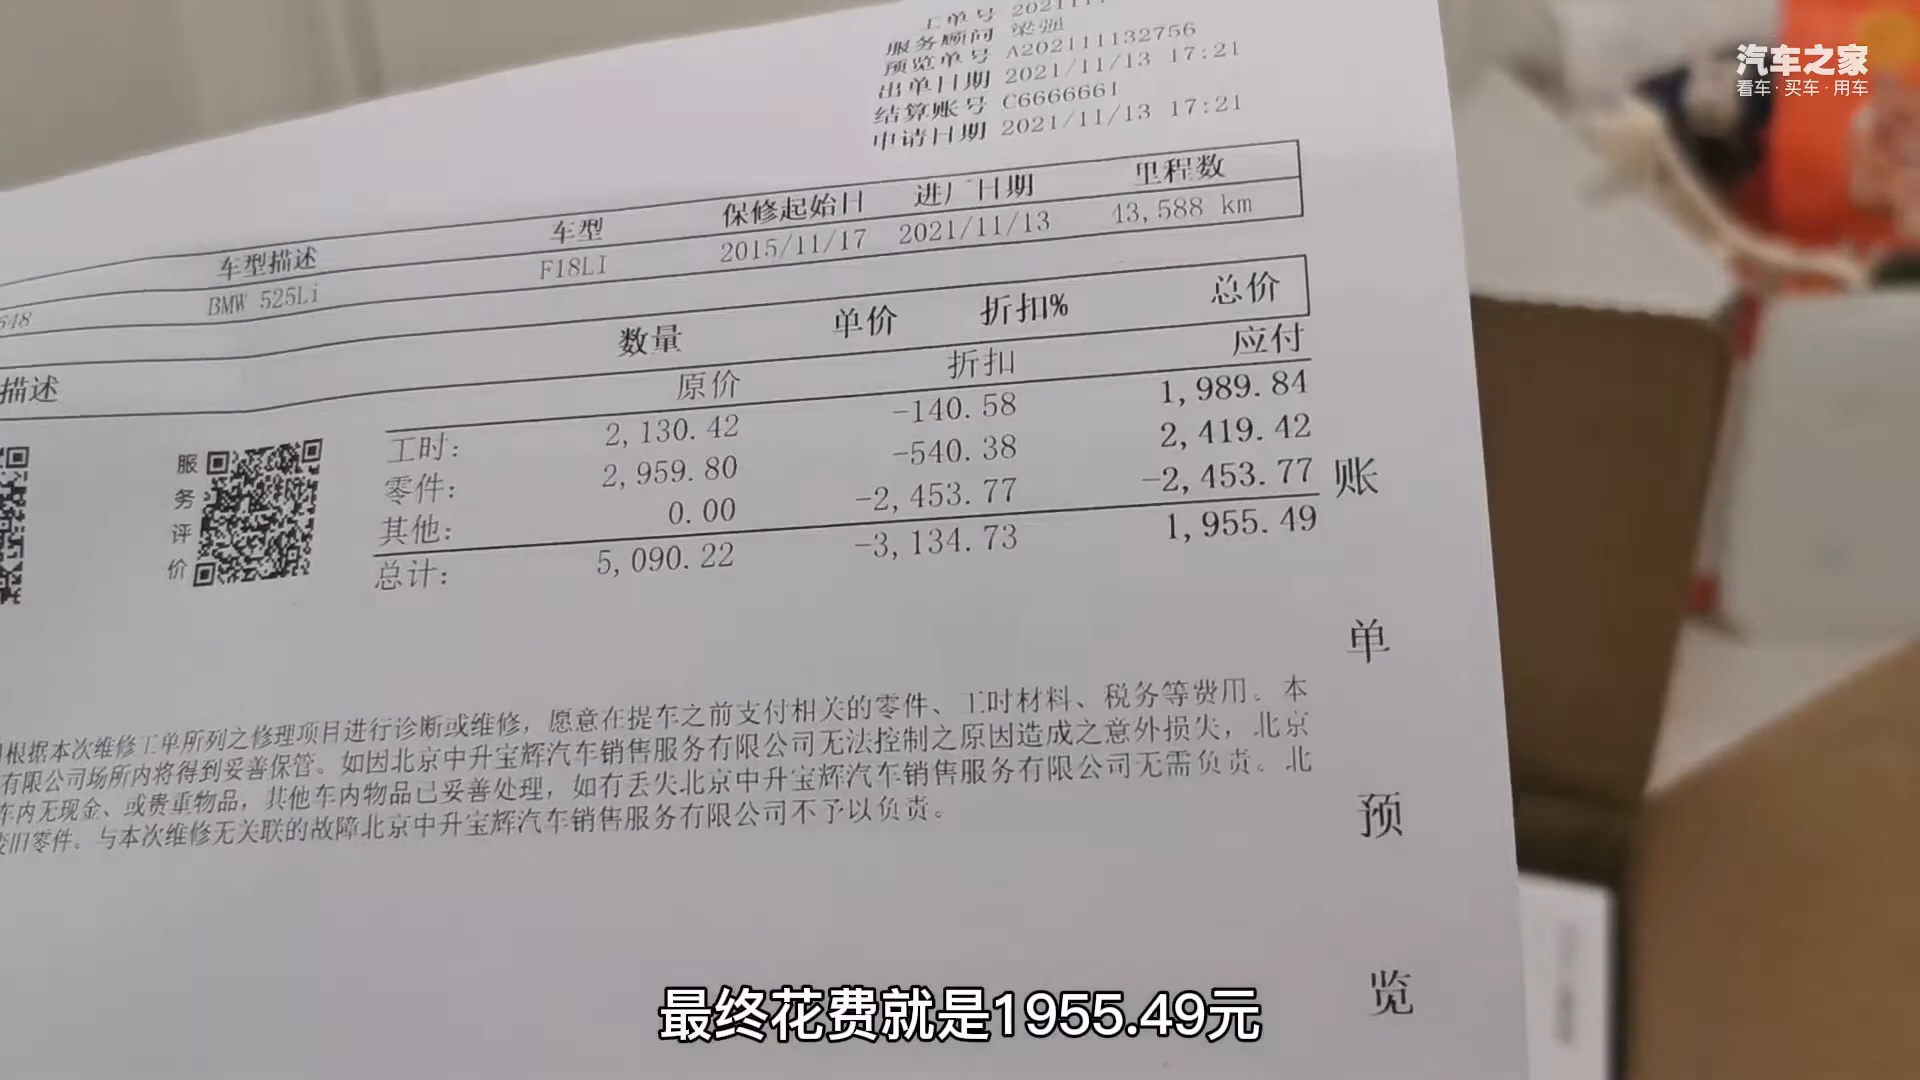 工单号 202111
服务顾问 梁强
预览单号 A202111132756
出单日期 2021/11/13 17:21
结算账号 C6666661
申请日期 2021/11/13 17:21
汽车之家
看车·买车·用车
车型描述 车型 保修起始日 进厂日期 里程数
648 BMW 525Li F18LI 2015/11/17 2021/11/13 43,588 km
描述 数量 单价 折扣% 总价
原价 折扣 应付
工时: 2,130.42 -140.58 1,989.84
零件: 2,959.80 -540.38 2,419.42
其他: 0.00 -2,453.77 -2,453.77
总计: 5,090.22 -3,134.73 1,955.49
服务评价
账单预览
根据本次维修工单所列之修理项目进行诊断或维修，愿意在提车之前支付相关的零件、工时材料、税务等费用。本
有限公司场所内将得到妥善保管。如因北京中升宝辉汽车销售服务有限公司无法控制之原因造成之意外损失，北京
车内无现金、或贵重物品，其他车内物品已妥善处理，如有丢失北京中升宝辉汽车销售服务有限公司无需负责。北
旧零件。与本次维修无关联的故障北京中升宝辉汽车销售服务有限公司不予以负责。
最终花费就是1955.49元